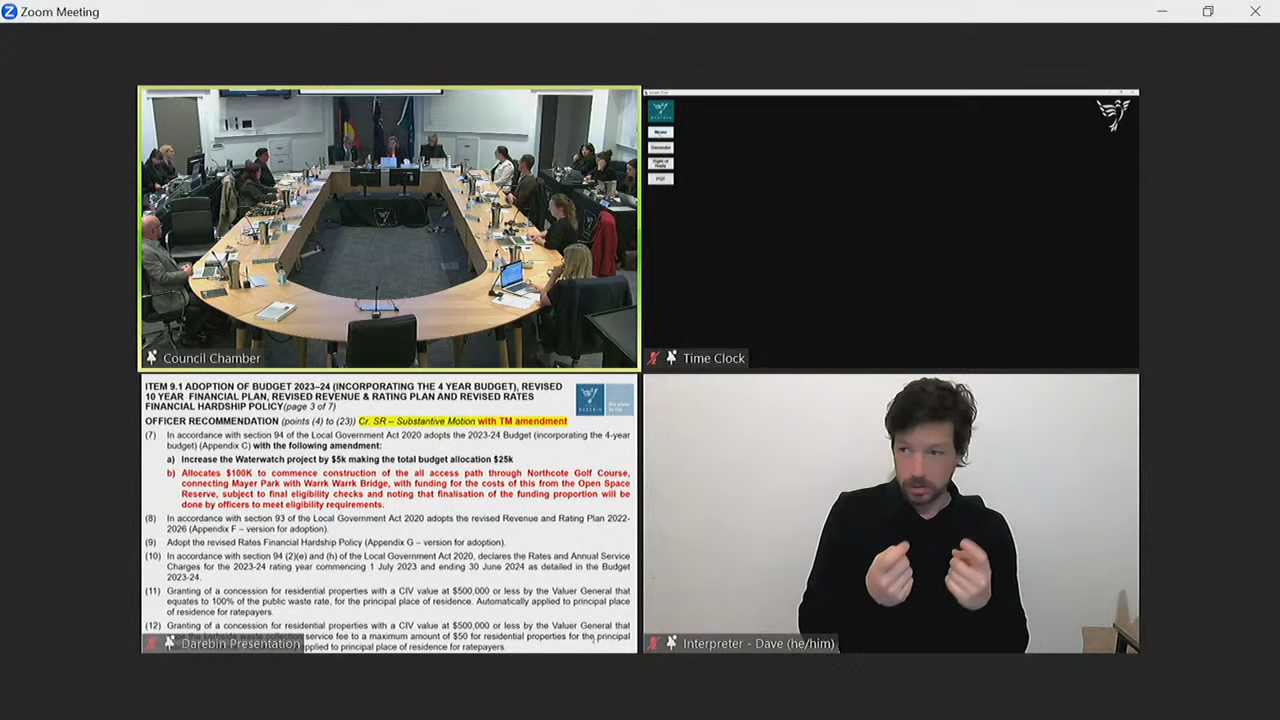 Zoom Meeting
Council Chamber
Time Clock
ITEM 9.1 ADOPTION OF BUDGET 2023–24 (INCORPORATING THE 4 YEAR BUDGET), REVISED
10 YEAR FINANCIAL PLAN, REVISED REVENUE & RATING PLAN AND REVISED RATES
FINANCIAL HARDSHIP POLICY(page 3 of 7)
OFFICER RECOMMENDATION (points (4) to (23)) Cr. SR – Substantive Motion with TM amendment
(7) In accordance with section 94 of the Local Government Act 2020 adopts the 2023-24 Budget (incorporating the 4-year
budget) (Appendix C) with the following amendment:
a) Increase the Waterwatch project by $5k making the total budget allocation $25k
b) Allocates $100K to commence construction of the all access path through Northcote Golf Course,
connecting Mayer Park with Warrk Warrk Bridge, with funding for the costs of this from the Open Space
Reserve, subject to final eligibility checks and noting that finalisation of the funding proportion will be
done by officers to meet eligibility requirements.
(8) In accordance with section 93 of the Local Government Act 2020 adopts the revised Revenue and Rating Plan 2022-
2026 (Appendix F – version for adoption).
(9) Adopt the revised Rates Financial Hardship Policy (Appendix G – version for adoption).
(10) In accordance with section 94 (2)(e) and (h) of the Local Government Act 2020, declares the Rates and Annual Service
Charges for the 2023-24 rating year commencing 1 July 2023 and ending 30 June 2024 as detailed in the Budget
2023-24.
(11) Granting of a concession for residential properties with a CIV value at $500,000 or less by the Valuer General that
equates to 100% of the public waste rate, for the principal place of residence. Automatically applied to principal place
of residence for ratepayers.
(12) Granting of a concession for residential properties with a CIV value at $500,000 or less by the Valuer General that
service fee to a maximum amount of $50 for residential properties for the principal
applied to principal place of residence for ratepayers.
Darebin Presentation
Interpreter - Dave (he/him)